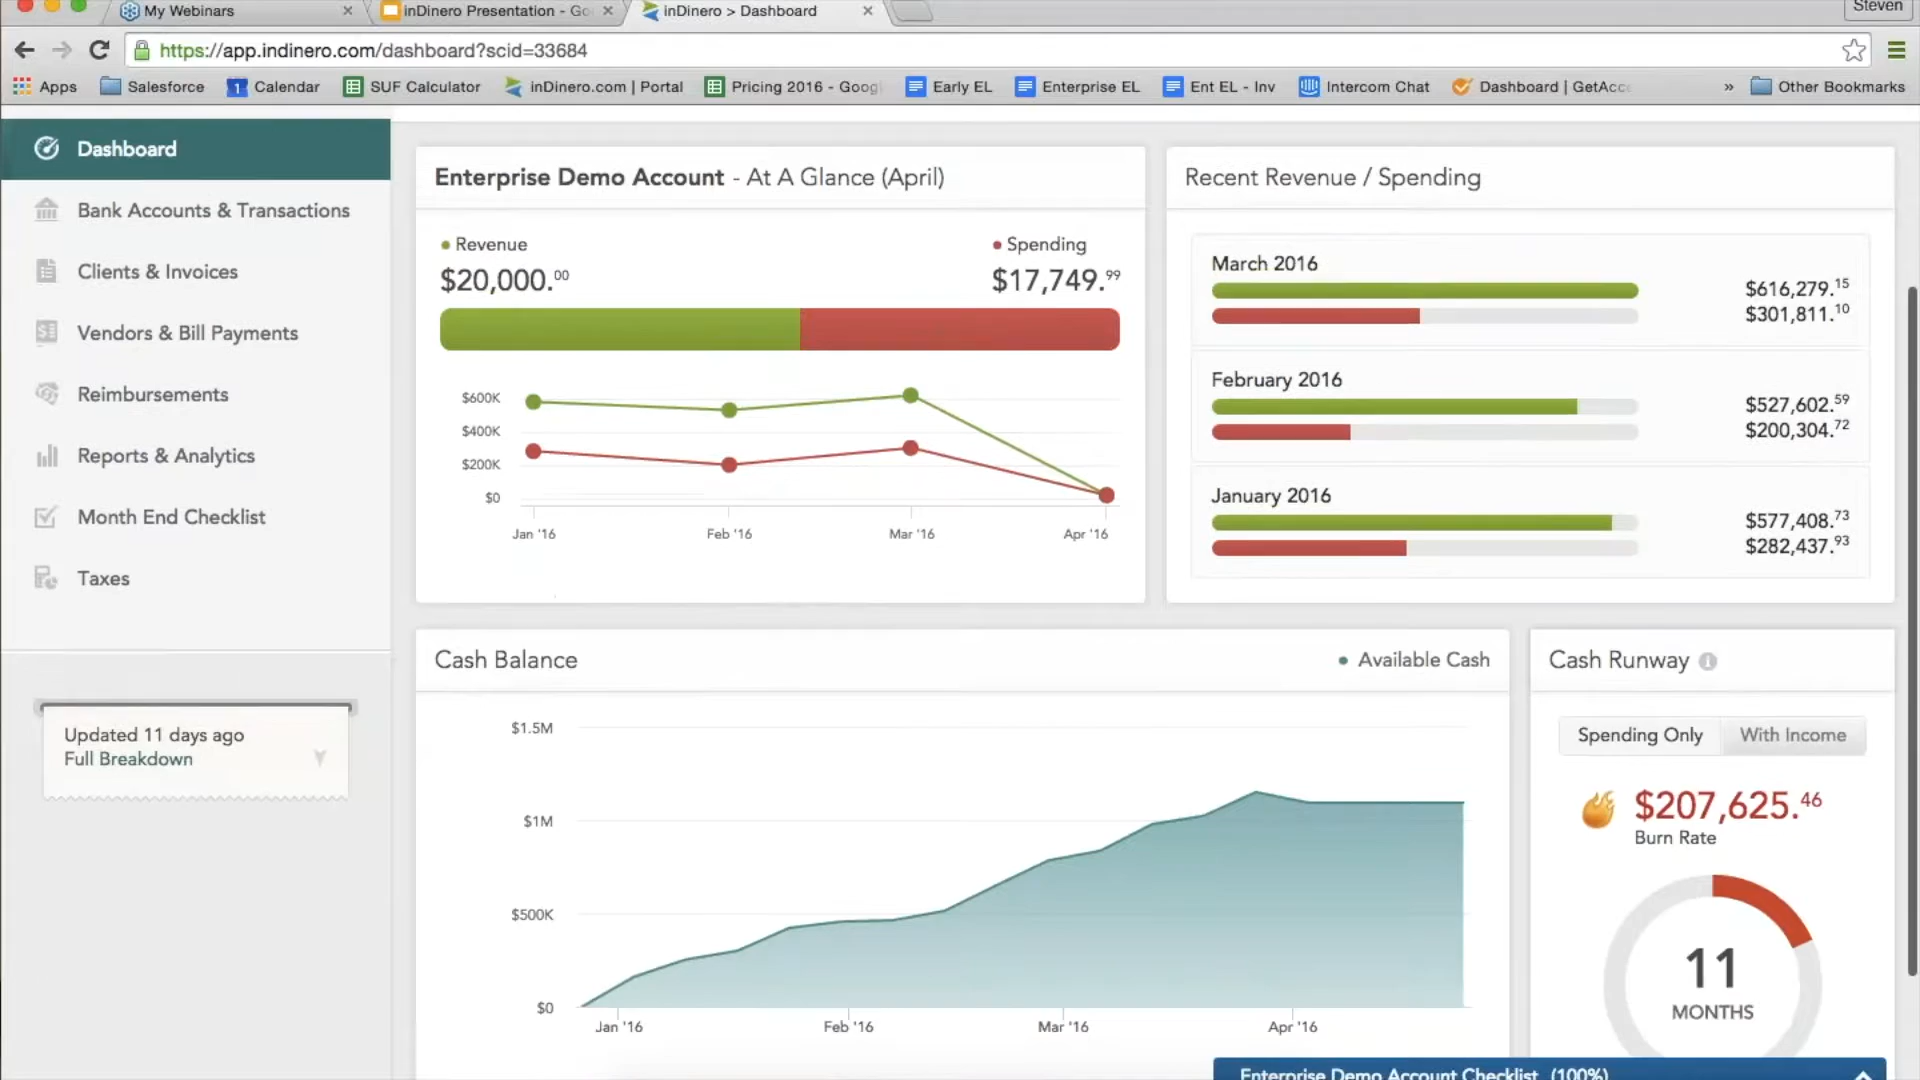 My Webinars
inDinero Presentation - Go
inDinero > Dashboard
Steven
https://app.indinero.com/dashboard?scid=33684
Apps
Salesforce
1 Calendar
SUF Calculator
inDinero.com | Portal
Pricing 2016 - Goog
Early EL
Enterprise EL
Ent EL - Inv
Intercom Chat
Dashboard | GetAcc
»
Other Bookmarks
Dashboard
Bank Accounts & Transactions
Clients & Invoices
Vendors & Bill Payments
Reimbursements
Reports & Analytics
Month End Checklist
Taxes
Updated 11 days ago
Full Breakdown
Enterprise Demo Account - At A Glance (April)
Revenue
Spending
$20,000.00
$17,749.99
$600K
$400K
$200K
$0
Jan '16
Feb '16
Mar '16
Apr '16
Recent Revenue / Spending
March 2016
$616,279.15
$301,811.10
February 2016
$527,602.59
$200,304.72
January 2016
$577,408.73
$282,437.93
Cash Balance
Available Cash
$1.5M
$1M
$500K
$0
Jan '16
Feb '16
Mar '16
Apr '16
Cash Runway
Spending Only
With Income
$207,625.46
Burn Rate
11
MONTHS
Enterprise Demo Account Checklist (100%)